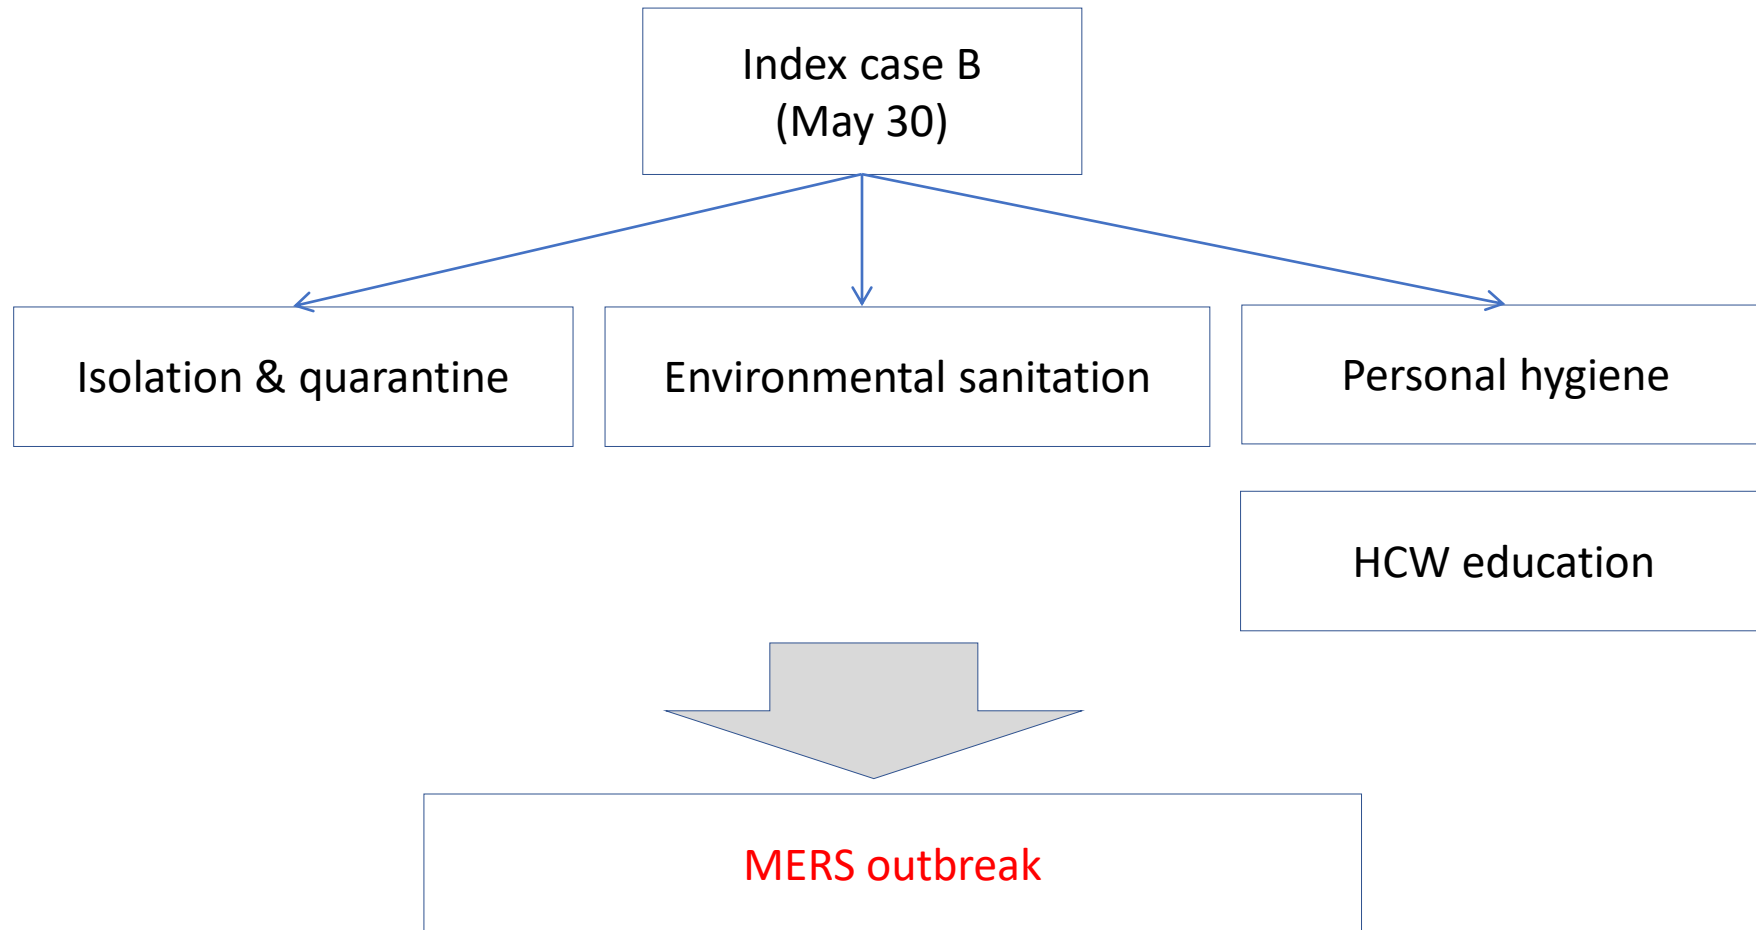 Index case B
(May 30)
Isolation & quarantine
Environmental sanitation
Personal hygiene
HCW education
MERS outbreak